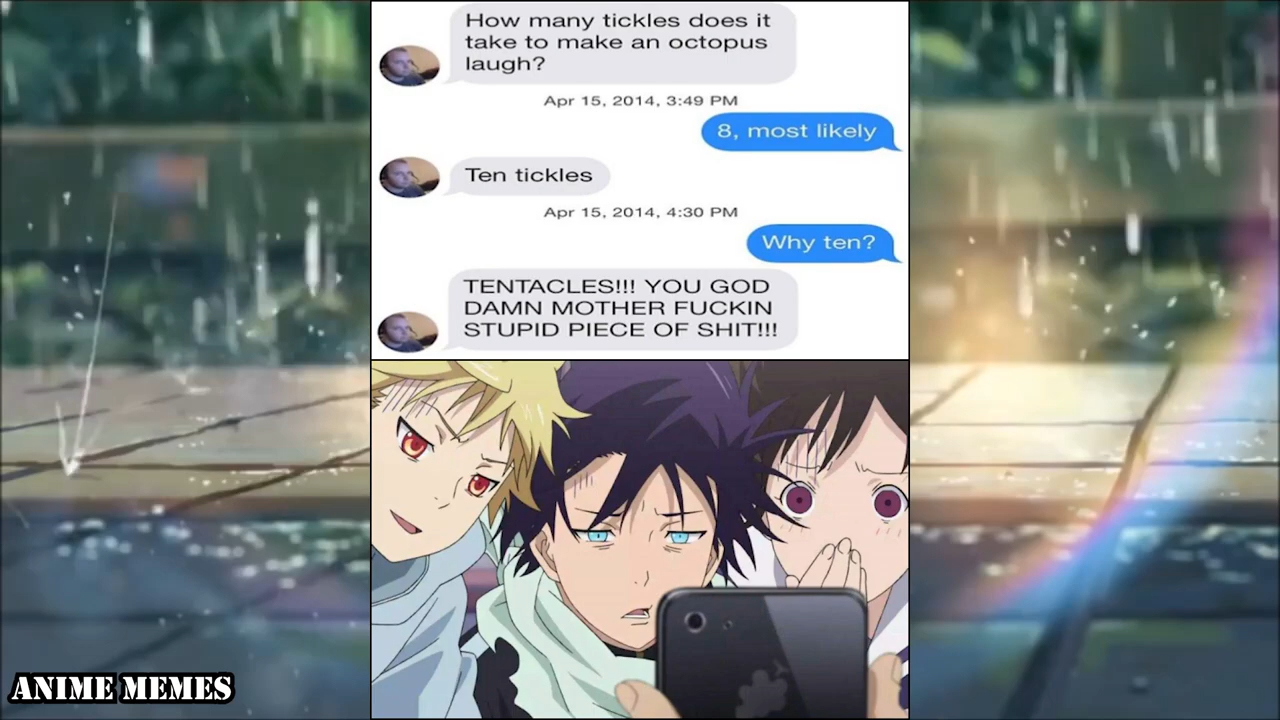 How many tickles does it
take to make an octopus
laugh?
Apr 15, 2014, 3:49 PM
8, most likely
Ten tickles
Apr 15, 2014, 4:30 PM
Why ten?
TENTACLES!!! YOU GOD
DAMN MOTHER FUCKIN
STUPID PIECE OF SHIT!!!
ANIME MEMES